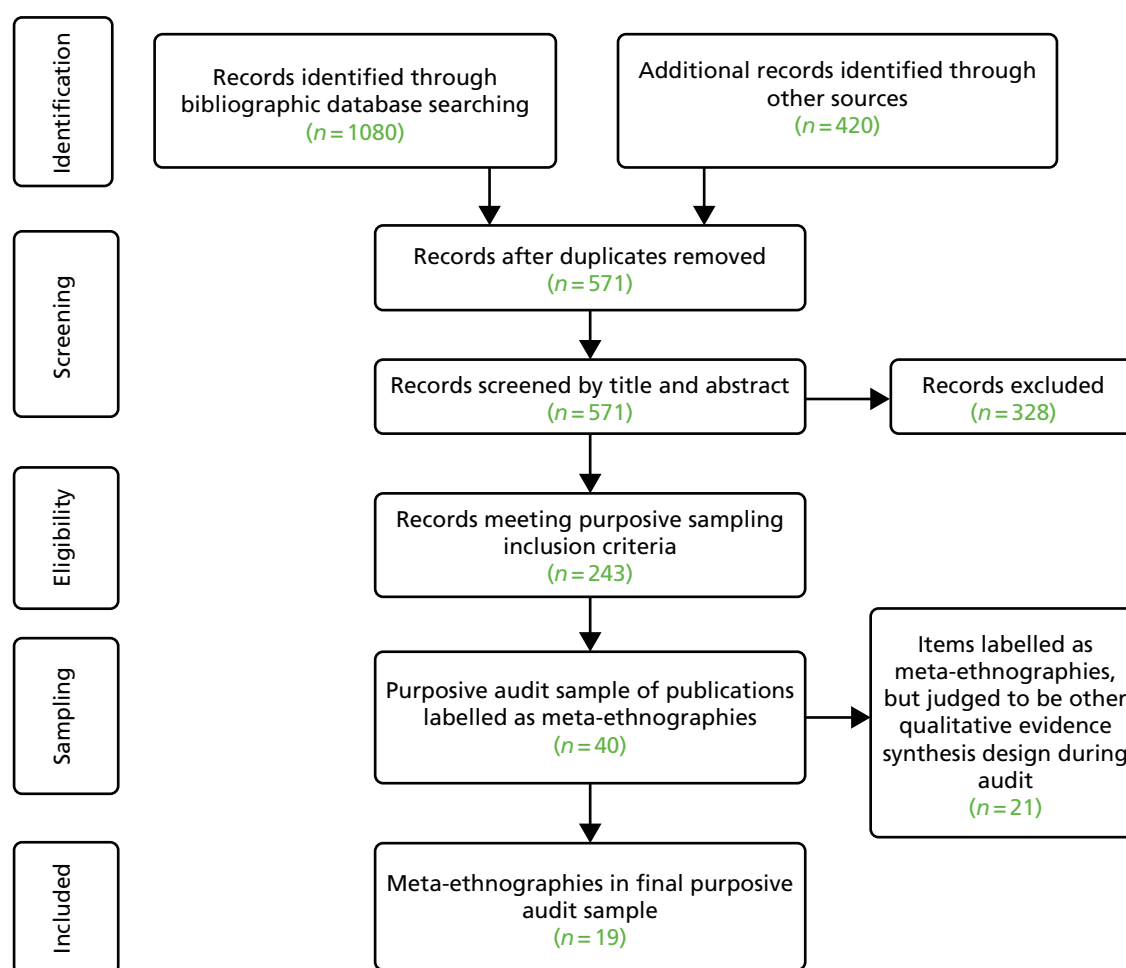 Identification
Records identified through
bibliographic database searching
(n = 1080)
Additional records identified through
other sources
(n = 420)
Screening
Records after duplicates removed
(n = 571)
Records screened by title and abstract
(n = 571)
Records excluded
(n = 328)
Eligibility
Records meeting purposive sampling
inclusion criteria
(n = 243)
Sampling
Purposive audit sample of publications
labelled as meta-ethnographies
(n = 40)
Items labelled as
meta-ethnographies,
but judged to be other
qualitative evidence
synthesis design during
audit
(n = 21)
Included
Meta-ethnographies in final purposive
audit sample
(n = 19)